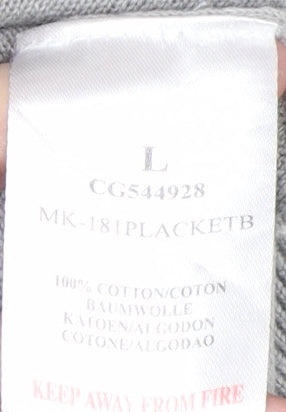 L
CG544928
MK-181PLACKETB
100% COTTON/COTON
BAUMWOLLE
KATOEN/ALGODON
COTONE/ALGODAO
KEEP AWAY FROM FIRE